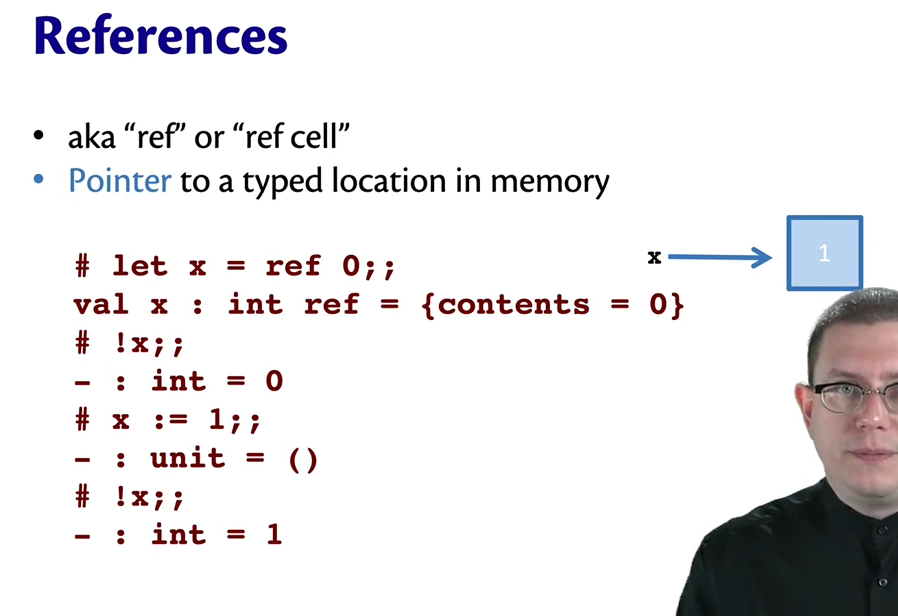 References
• aka “ref” or “ref cell”
• Pointer to a typed location in memory
# let x = ref 0;;
val x : int ref = {contents = 0}
# !x;;
- : int = 0
# x := 1;;
- : unit = ()
# !x;;
- : int = 1
x
1